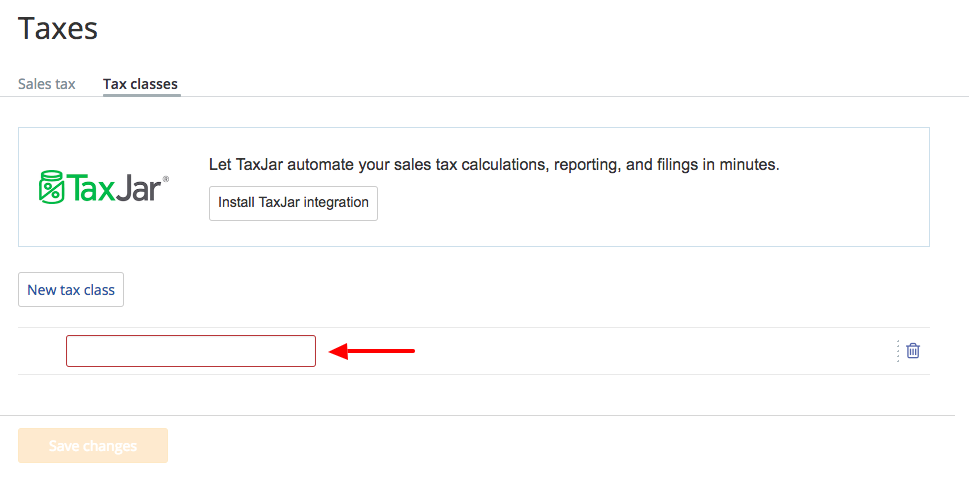 Taxes
Sales tax Tax classes
Let TaxJar automate your sales tax calculations, reporting, and filings in minutes.
TaxJar®
Install TaxJar integration
New tax class
Save changes